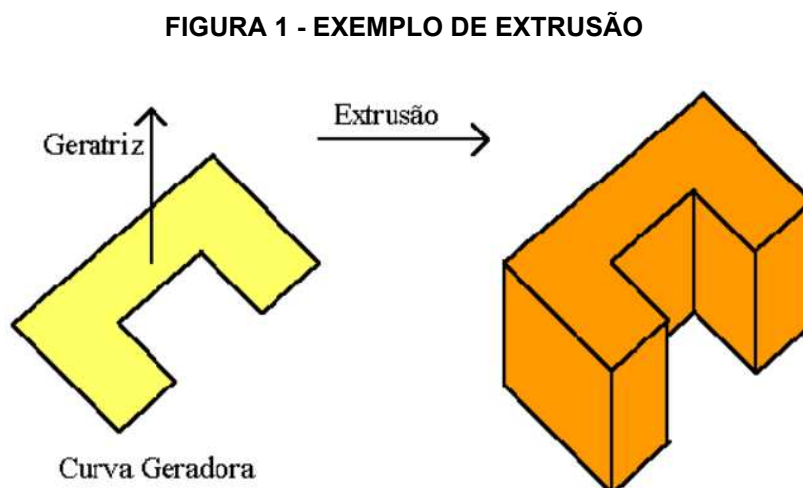 FIGURA 1 - EXEMPLO DE EXTRUSÃO
Geratriz
Extrusão
Curva Geradora